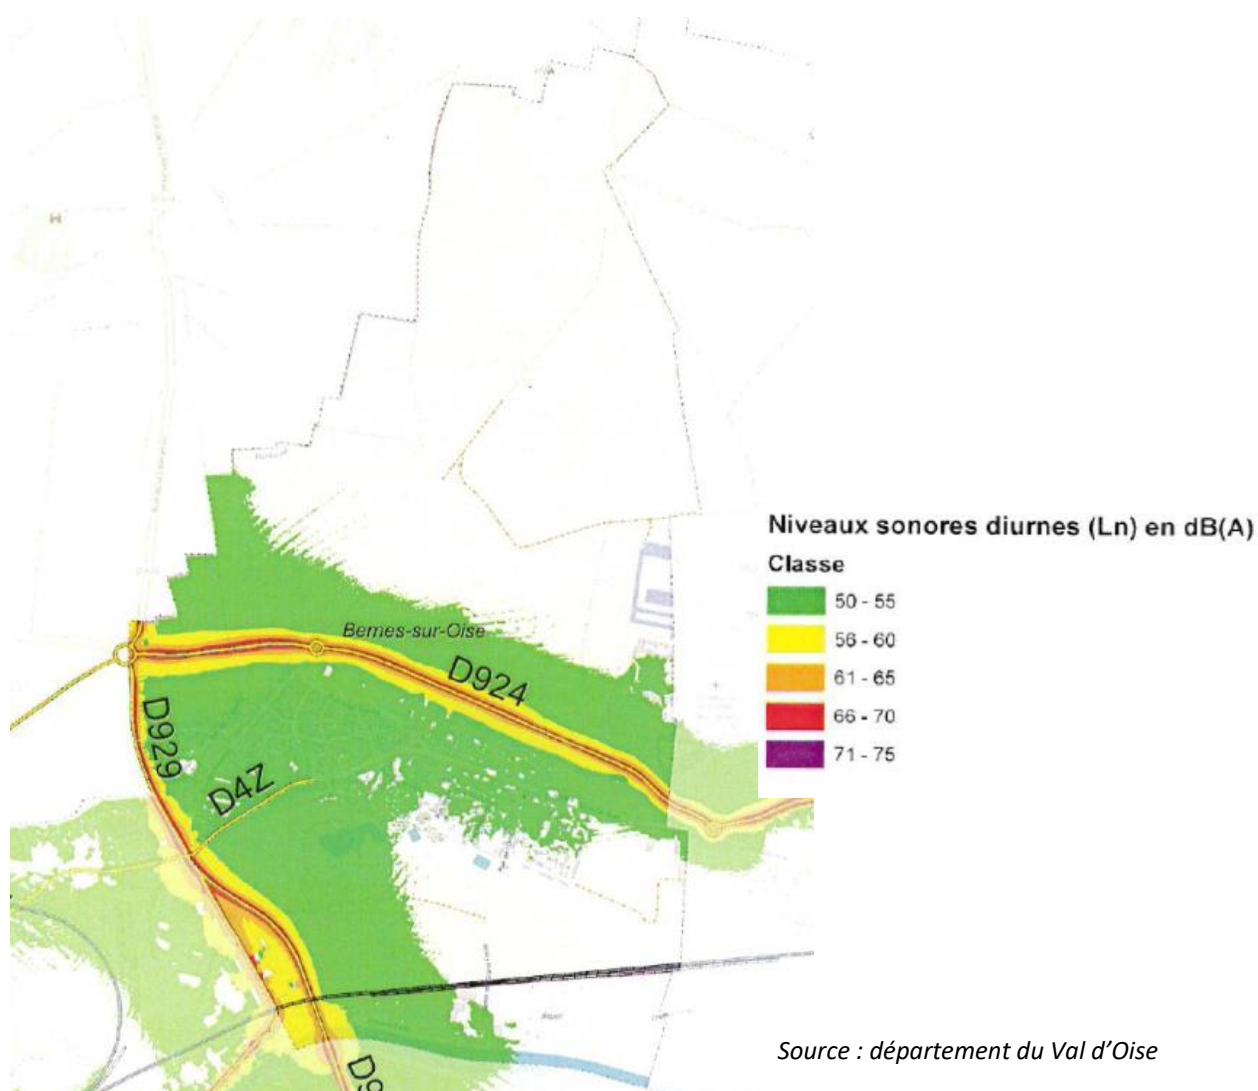 Niveaux sonores diurnes (Ln) en dB(A)
Classe
50 - 55
56 - 60
61 - 65
66 - 70
71 - 75
Bernes-sur-Oise
D924
D929
D4Z
D9
Source : département du Val d’Oise